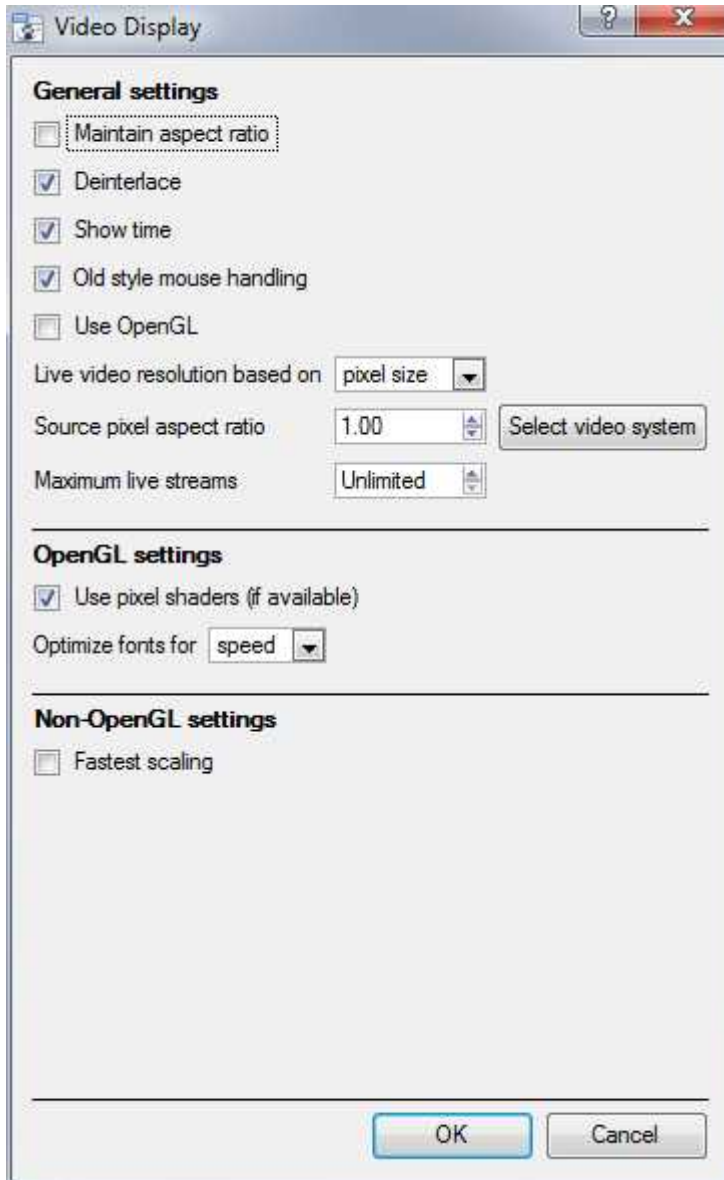 Video Display
?
General settings
Maintain aspect ratio
Deinterlace
Show time
Old style mouse handling
Use OpenGL
Live video resolution based on pixel size
Source pixel aspect ratio 1.00 Select video system
Maximum live streams Unlimited
OpenGL settings
Use pixel shaders (if available)
Optimize fonts for speed
Non-OpenGL settings
Fastest scaling
OK Cancel